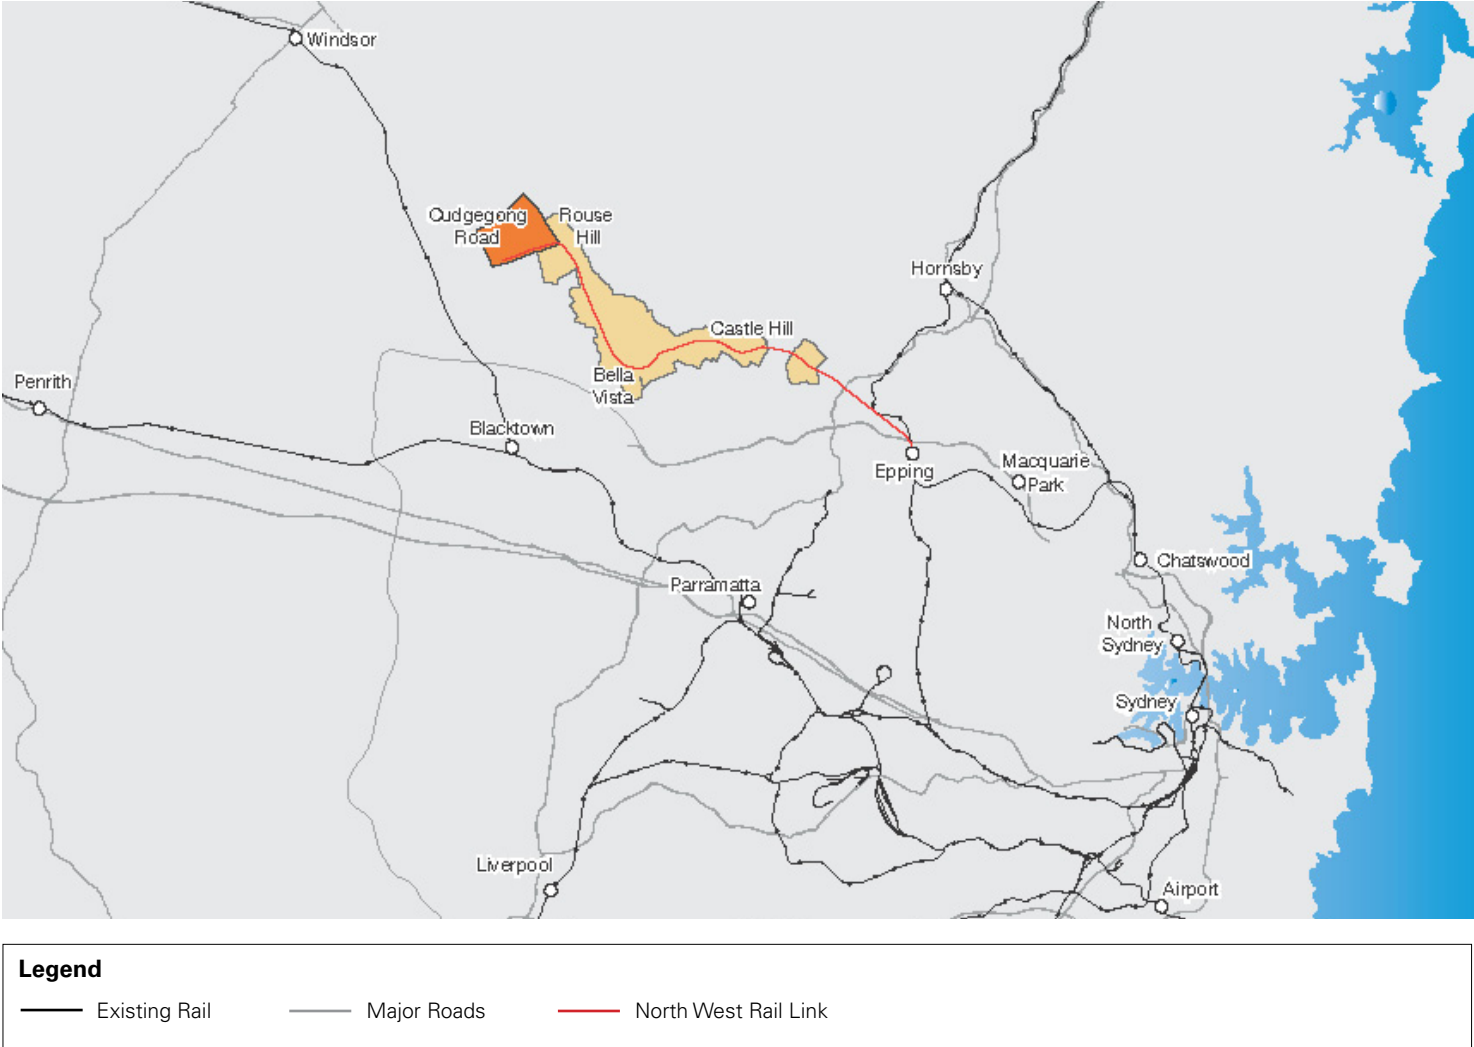 Windsor
Cudgegong
Road
Rouse
Hill
Hornsby
Castle Hill
Bella
Vista
Penrith
Blacktown
Epping
Macquarie
Park
Chatswood
Parramatta
North
Sydney
Sydney
Liverpool
Airport
Legend
Existing Rail
Major Roads
North West Rail Link